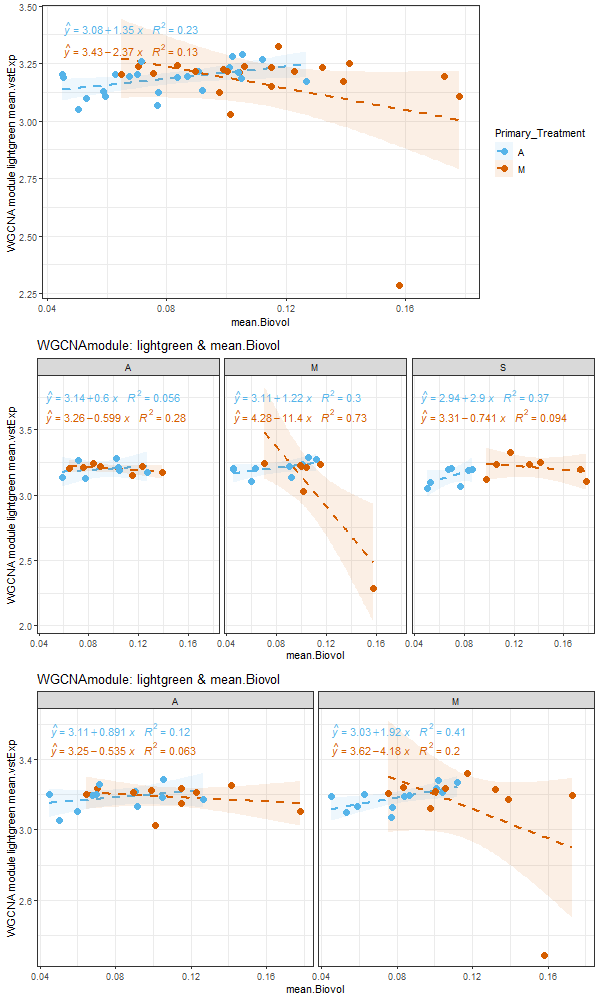 ŷ = 3.08 + 1.35 x R² = 0.23
ŷ = 3.43 − 2.37 x R² = 0.13
3.50
3.25
3.00
2.75
2.50
2.25
0.04 0.08 0.12 0.16
mean.Biovol
WGCNA module lightgreen mean.vstExp
Primary_Treatment
A
M
WGCNAmodule: lightgreen & mean.Biovol
A M S
ŷ = 3.14 + 0.6 x R² = 0.056
ŷ = 3.26 − 0.599 x R² = 0.28
ŷ = 3.11 + 1.22 x R² = 0.3
ŷ = 4.28 − 11.4 x R² = 0.73
ŷ = 2.94 + 2.9 x R² = 0.37
ŷ = 3.31 − 0.741 x R² = 0.094
3.5
3.0
2.5
2.0
0.04 0.08 0.12 0.16 0.04 0.08 0.12 0.16 0.04 0.08 0.12 0.16
mean.Biovol
WGCNA module lightgreen mean.vstExp
WGCNAmodule: lightgreen & mean.Biovol
A M
ŷ = 3.11 + 0.891 x R² = 0.12
ŷ = 3.25 − 0.535 x R² = 0.063
ŷ = 3.03 + 1.92 x R² = 0.41
ŷ = 3.62 − 4.18 x R² = 0.2
3.4
3.0
2.6
0.04 0.08 0.12 0.16 0.04 0.08 0.12 0.16
mean.Biovol
WGCNA module lightgreen mean.vstExp